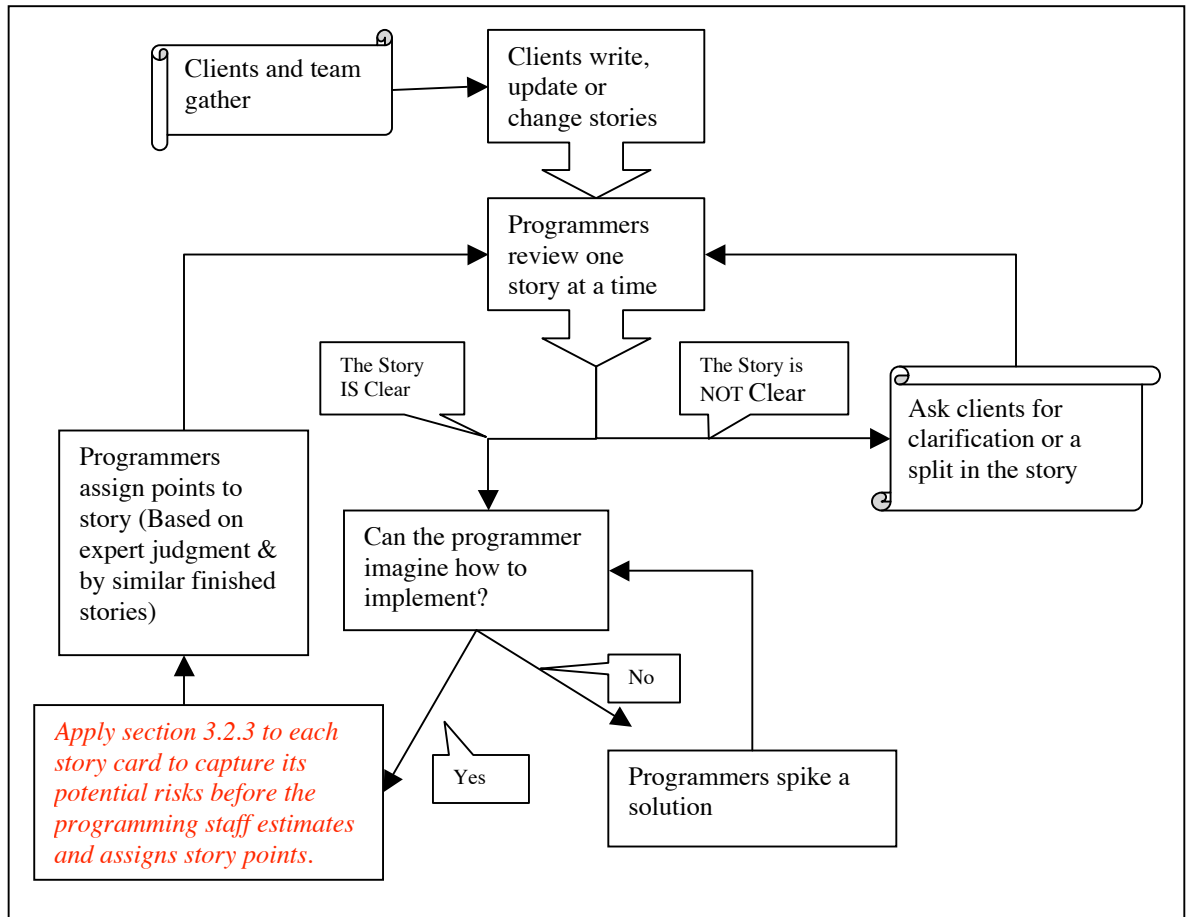 Clients and team
gather
Clients write,
update or
change stories
Programmers
review one
story at a time
The Story
IS Clear
The Story is
NOT Clear
Ask clients for
clarification or a
split in the story
Programmers
assign points to
story (Based on
expert judgment &
by similar finished
stories)
Can the programmer
imagine how to
implement?
No
Yes
Apply section 3.2.3 to each
story card to capture its
potential risks before the
programming staff estimates
and assigns story points.
Programmers spike a
solution